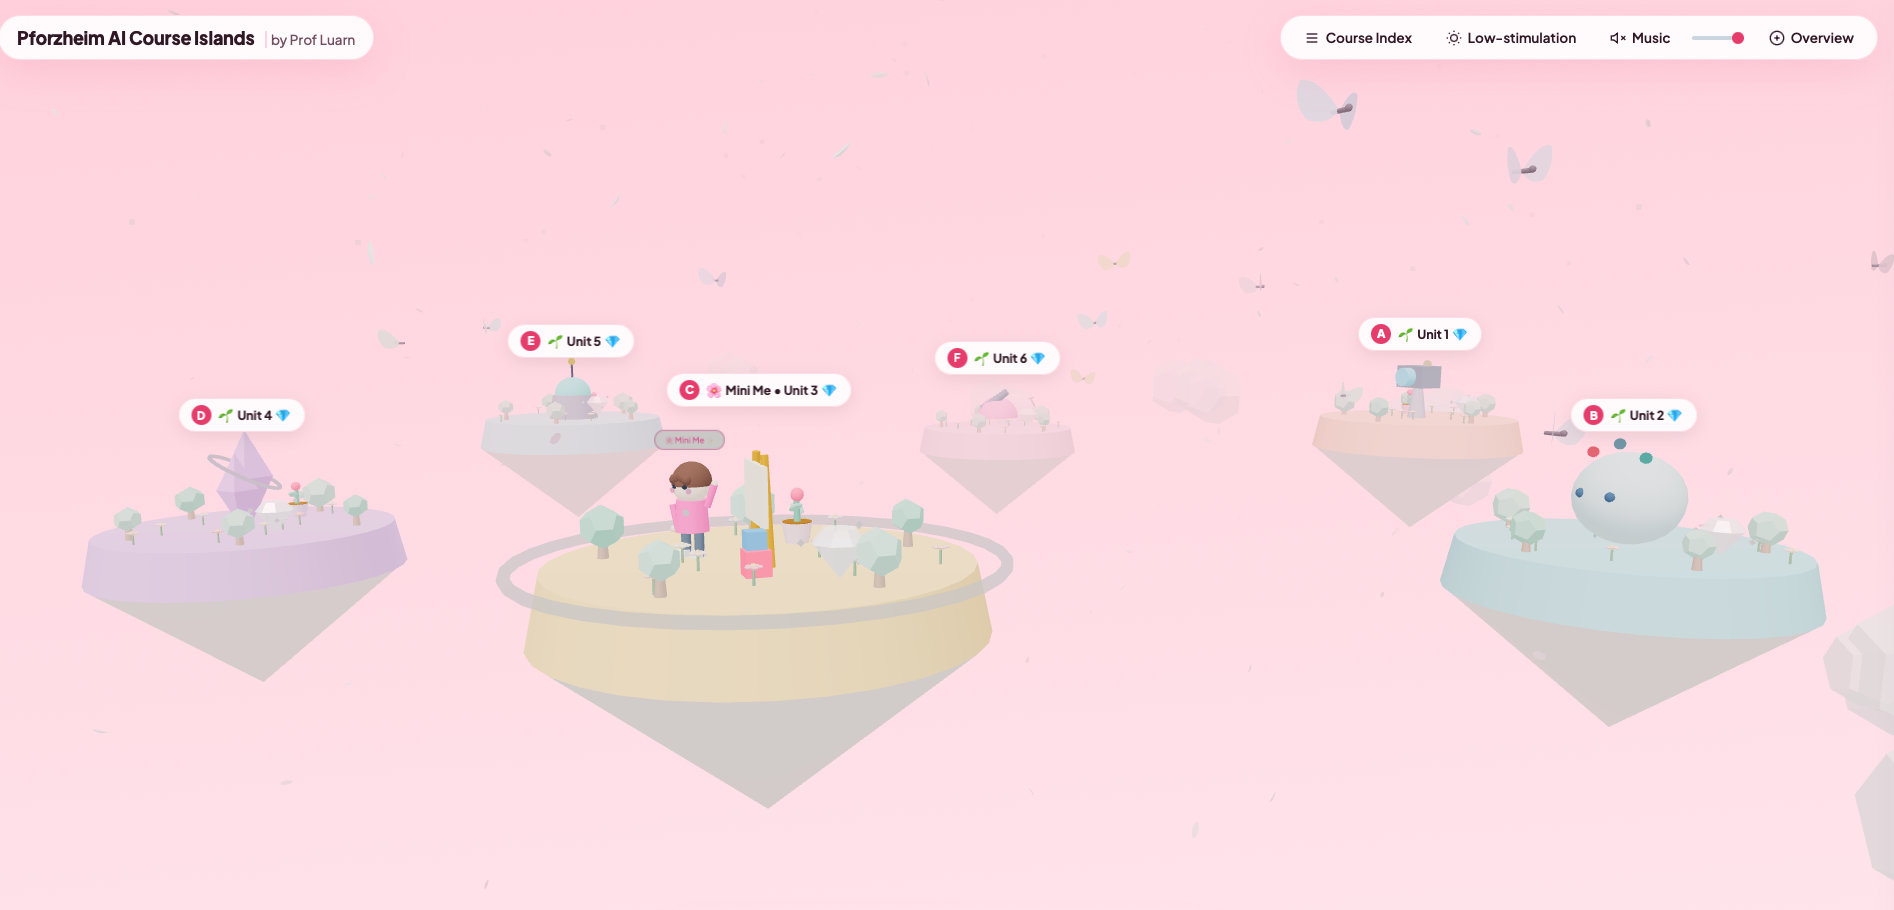 Pforzheim AI Course Islands | by Prof Luarn
Course Index
Low-stimulation
Music
Overview
A 🌱 Unit 1 💎
E 🌱 Unit 5 💎
F 🌱 Unit 6 💎
C 🌸 Mini Me • Unit 3 💎
D 🌱 Unit 4 💎
B 🌱 Unit 2 💎
Mini Me